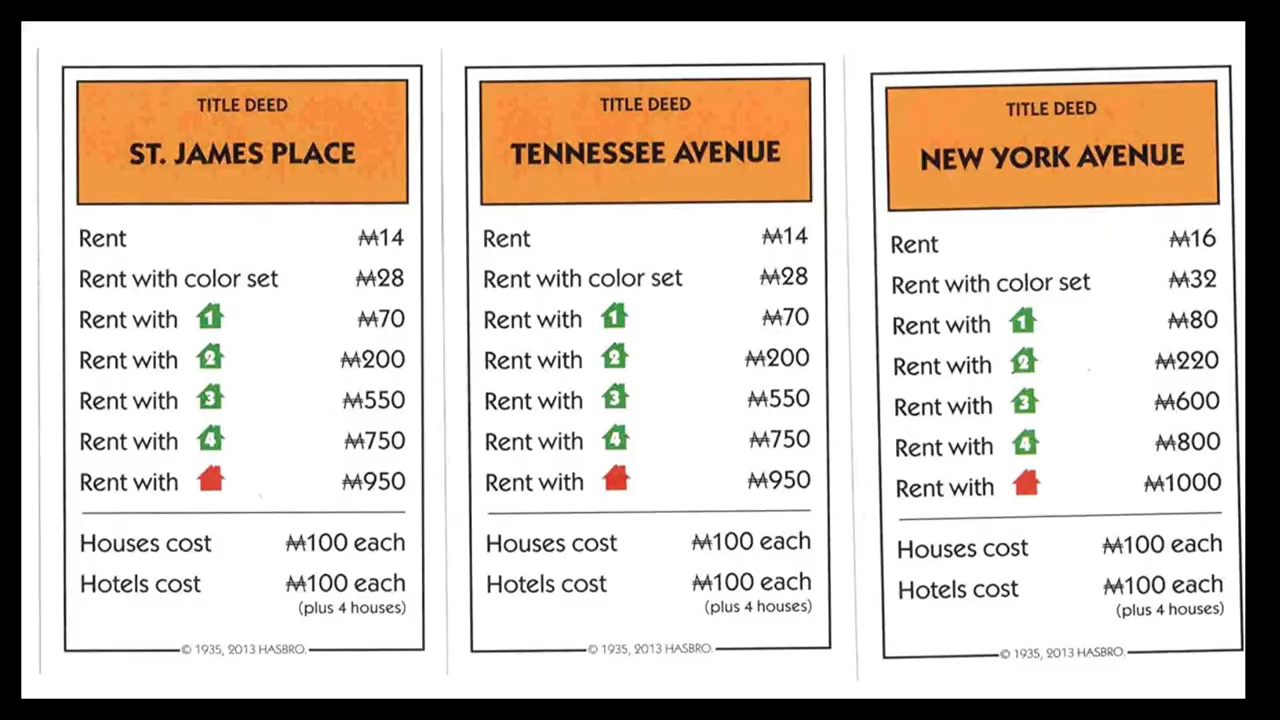 TITLE DEED
ST. JAMES PLACE
Rent ₩14
Rent with color set ₩28
Rent with 1 ₩70
Rent with 2 ₩200
Rent with 3 ₩550
Rent with 4 ₩750
Rent with ₩950
Houses cost ₩100 each
Hotels cost ₩100 each
(plus 4 houses)
© 1935, 2013 HASBRO.
TITLE DEED
TENNESSEE AVENUE
Rent ₩14
Rent with color set ₩28
Rent with 1 ₩70
Rent with 2 ₩200
Rent with 3 ₩550
Rent with 4 ₩750
Rent with ₩950
Houses cost ₩100 each
Hotels cost ₩100 each
(plus 4 houses)
© 1935, 2013 HASBRO.
TITLE DEED
NEW YORK AVENUE
Rent ₩16
Rent with color set ₩32
Rent with 1 ₩80
Rent with 2 ₩220
Rent with 3 ₩600
Rent with 4 ₩800
Rent with ₩1000
Houses cost ₩100 each
Hotels cost ₩100 each
(plus 4 houses)
© 1935, 2013 HASBRO.